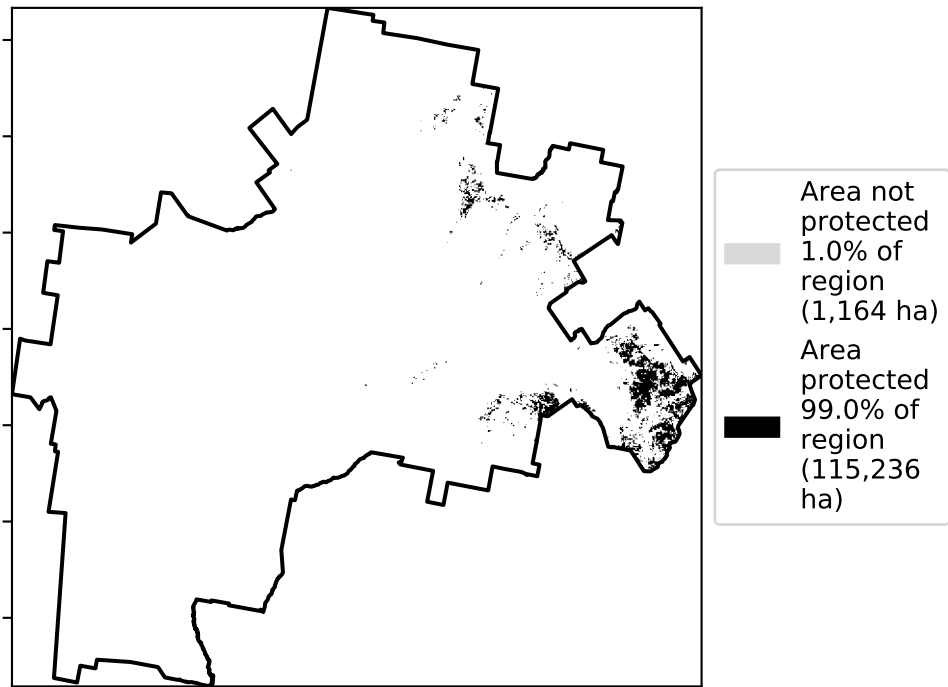 Area not
protected
1.0% of
region
(1,164 ha)
Area
protected
99.0% of
region
(115,236
ha)